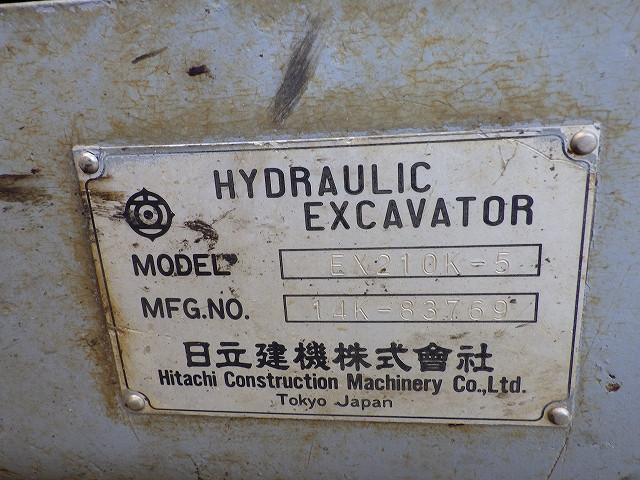 HYDRAULIC
EXCAVATOR
MODEL EX210K-5
MFG.NO. 14K-83769
日立建機株式會社
Hitachi Construction Machinery Co.,Ltd.
Tokyo Japan